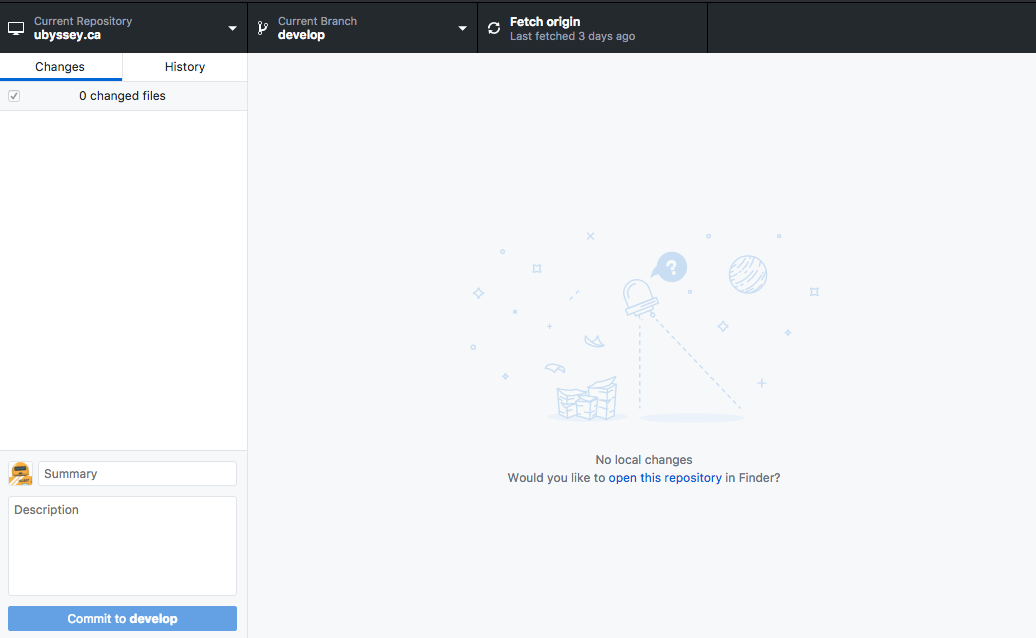 Current Repository
ubyssey.ca
Current Branch
develop
Fetch origin
Last fetched 3 days ago
Changes
History
0 changed files
?
No local changes
Would you like to open this repository in Finder?
Summary
Description
Commit to develop